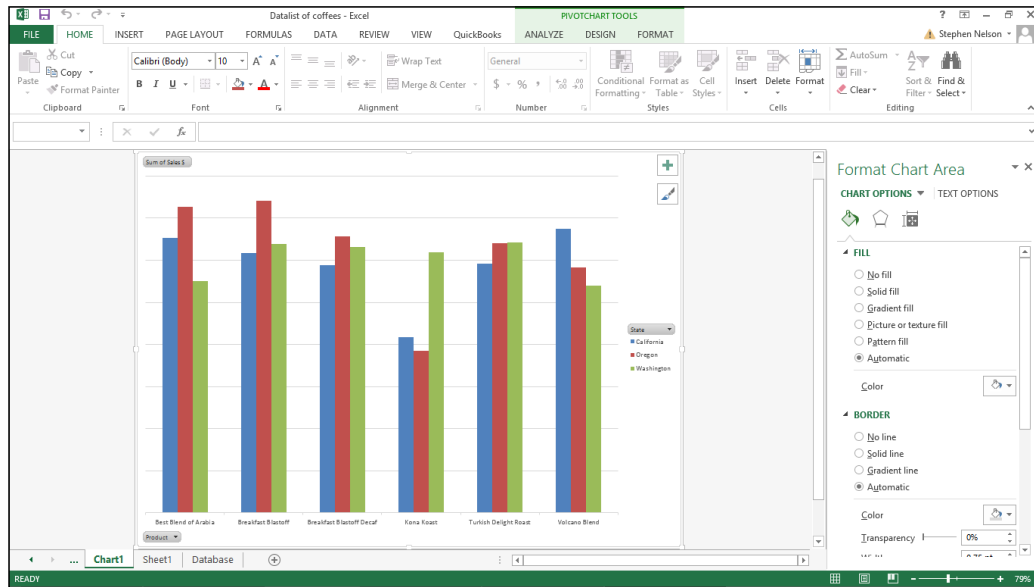 Datalist of coffees - Excel
PIVOTCHART TOOLS
?
FILE HOME INSERT PAGE LAYOUT FORMULAS DATA REVIEW VIEW QuickBooks ANALYZE DESIGN FORMAT
Stephen Nelson
Cut
Copy
Format Painter
Paste
Clipboard
Calibri (Body) 10 A A
B I U A
Font
Wrap Text
Merge & Center
Alignment
General
$ % , .0 .00 .00 .0
Number
Conditional Formatting
Format as Table
Cell Styles
Styles
Insert Delete Format
Cells
AutoSum
Fill
Clear
Sort & Filter
Find & Select
Editing
fx
Sum of Sales $
State
California
Oregon
Washington
Best Blend of Arabia Breakfast Blastoff Breakfast Blastoff Decaf Kona Koast Turkish Delight Roast Volcano Blend
Product
Format Chart Area
CHART OPTIONS TEXT OPTIONS
FILL
No fill
Solid fill
Gradient fill
Picture or texture fill
Pattern fill
Automatic
Color
BORDER
No line
Solid line
Gradient line
Automatic
Color
Transparency 0%
... Chart1 Sheet1 Database
READY
79%